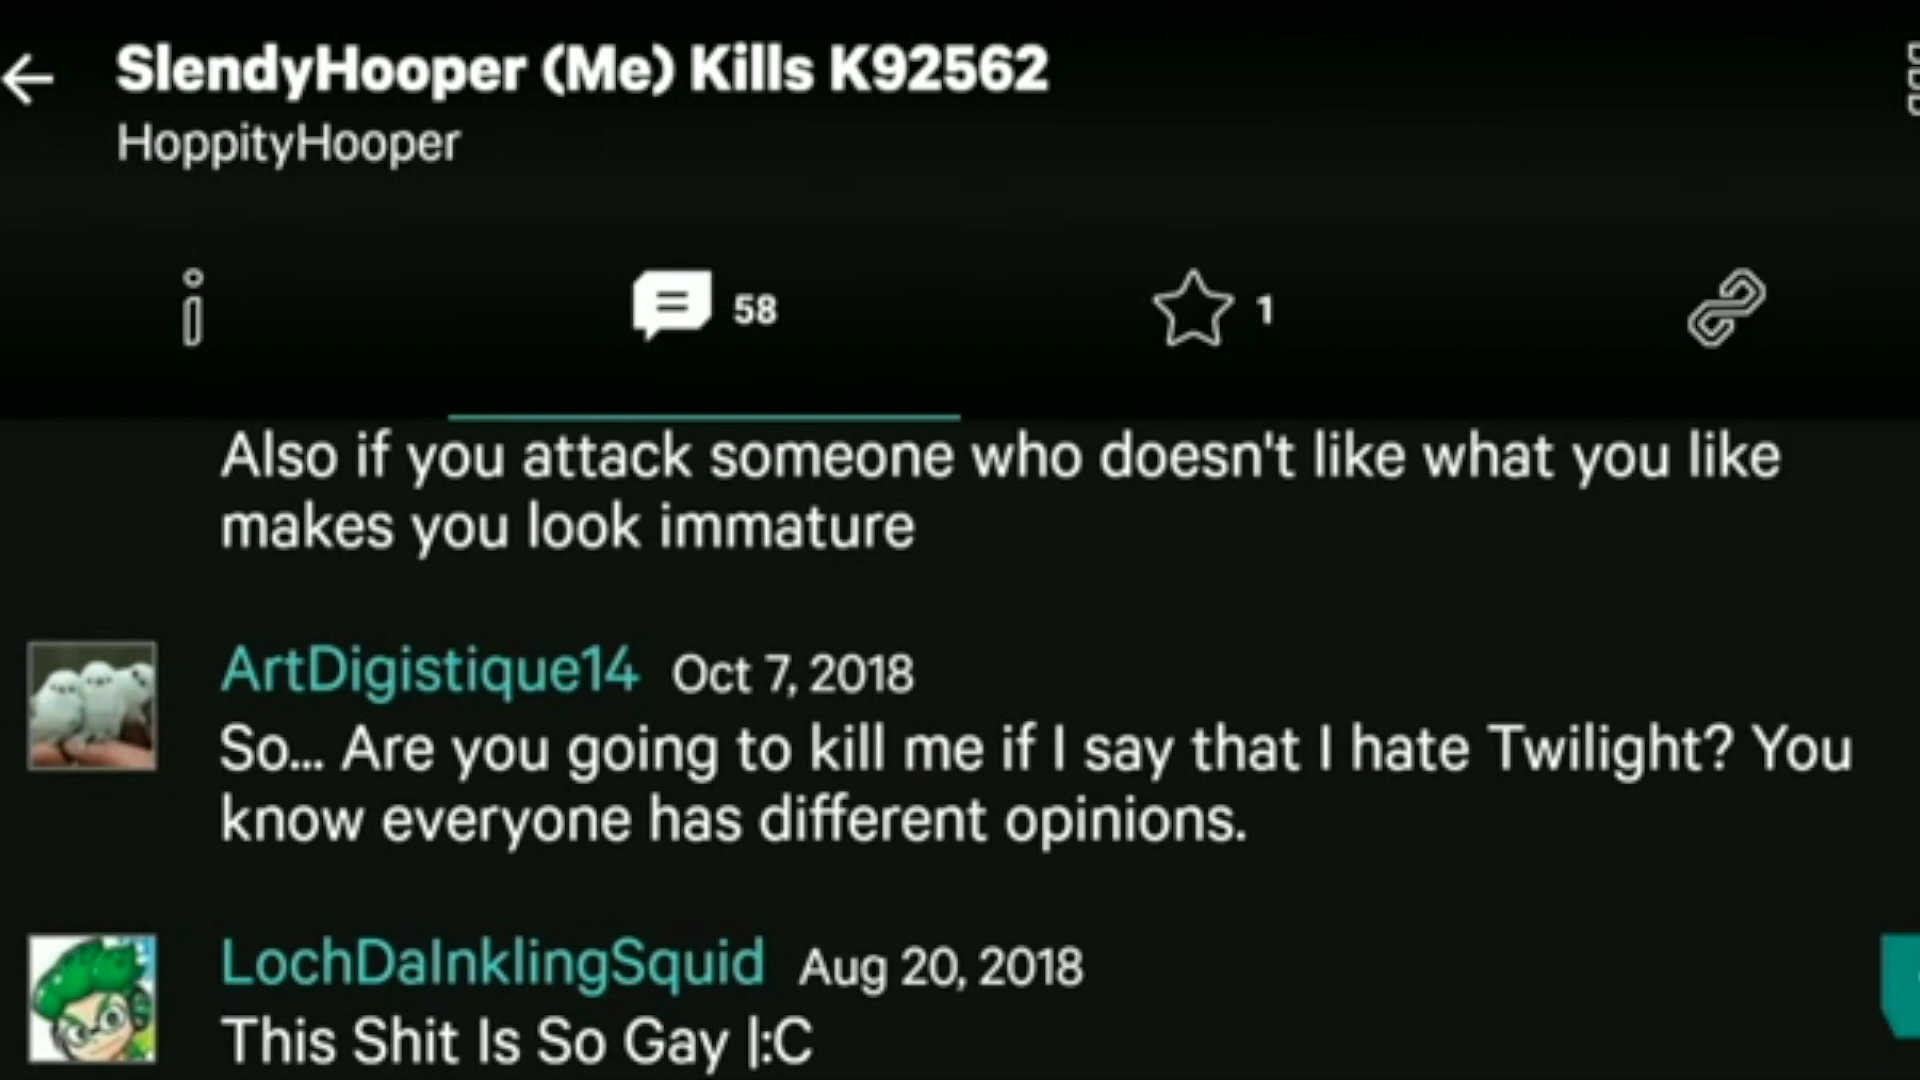 SlendyHooper (Me) Kills K92562
HoppityHooper
58
1
Also if you attack someone who doesn't like what you like
makes you look immature
ArtDigistique14 Oct 7, 2018
So... Are you going to kill me if I say that I hate Twilight? You
know everyone has different opinions.
LochDaInklingSquid Aug 20, 2018
This Shit Is So Gay |:C